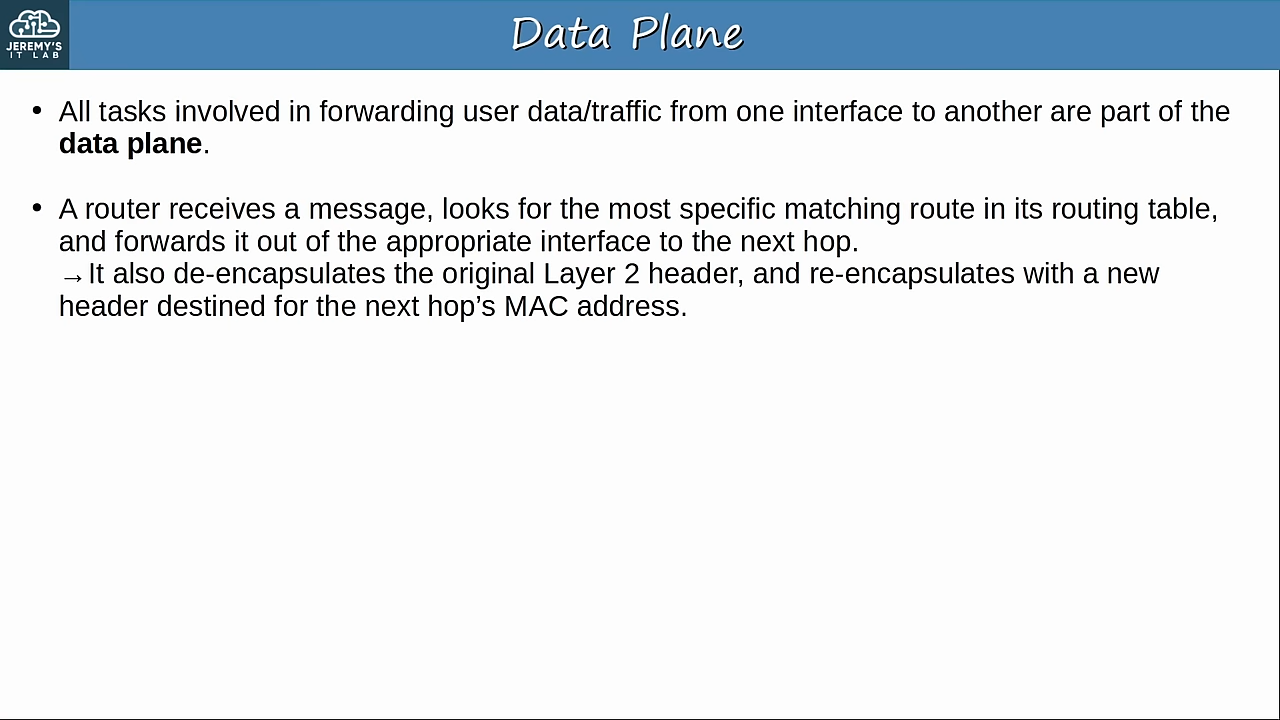 JEREMY'S
IT LAB
Data Plane
• All tasks involved in forwarding user data/traffic from one interface to another are part of the
data plane.
• A router receives a message, looks for the most specific matching route in its routing table,
and forwards it out of the appropriate interface to the next hop.
→It also de-encapsulates the original Layer 2 header, and re-encapsulates with a new
header destined for the next hop’s MAC address.